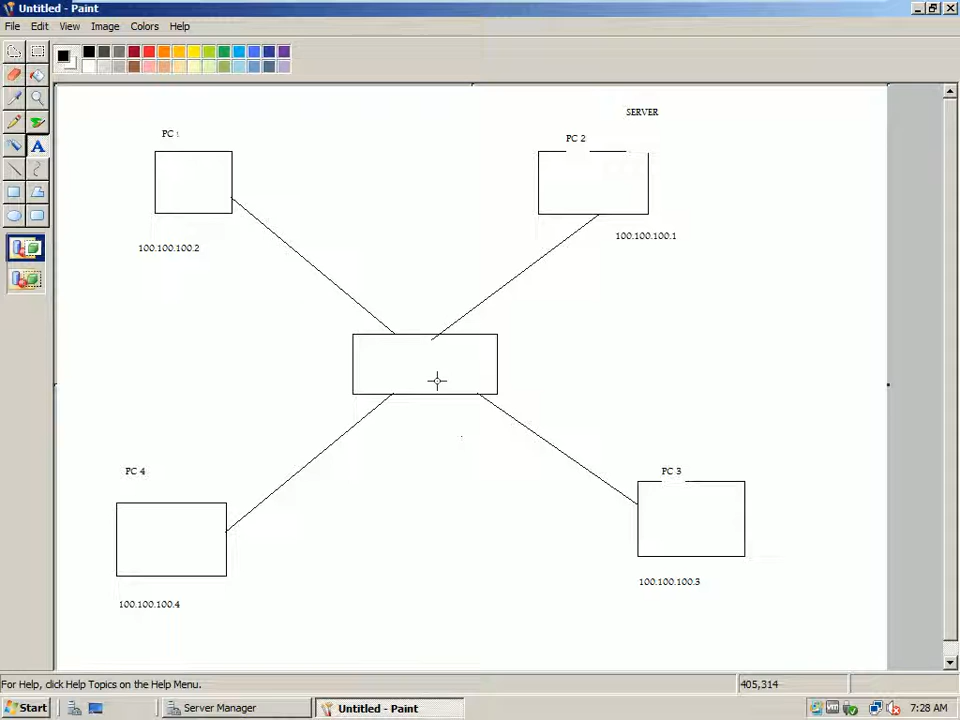 Untitled - Paint
File Edit View Image Colors Help
SERVER
PC 1
PC 2
100.100.100.2
100.100.100.1
PC 4
PC 3
100.100.100.3
100.100.100.4
For Help, click Help Topics on the Help Menu.
405,314
Start
Server Manager
Untitled - Paint
7:28 AM